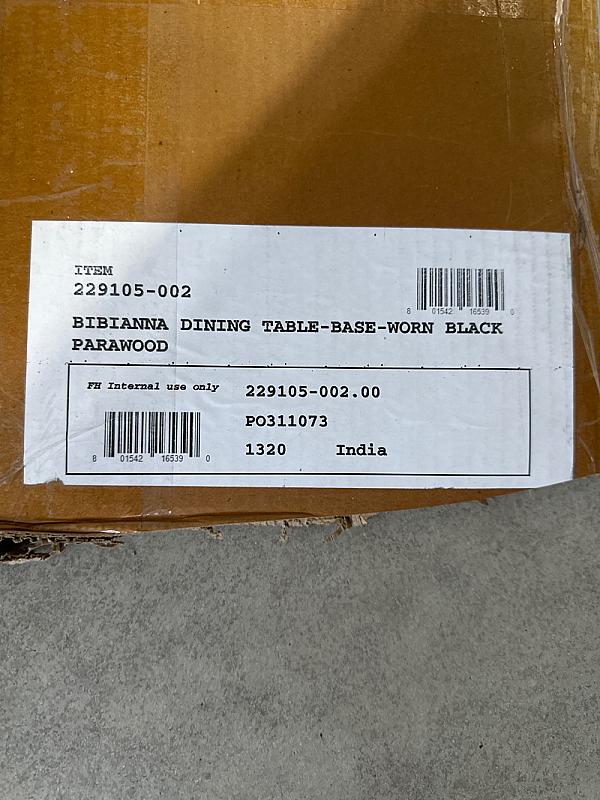 ITEM
229105-002
8 01542 16539 0
BIBIANNA DINING TABLE-BASE-WORN BLACK
PARAWOOD
FH Internal use only
229105-002.00
PO311073
8 01542 16539 0
1320 India